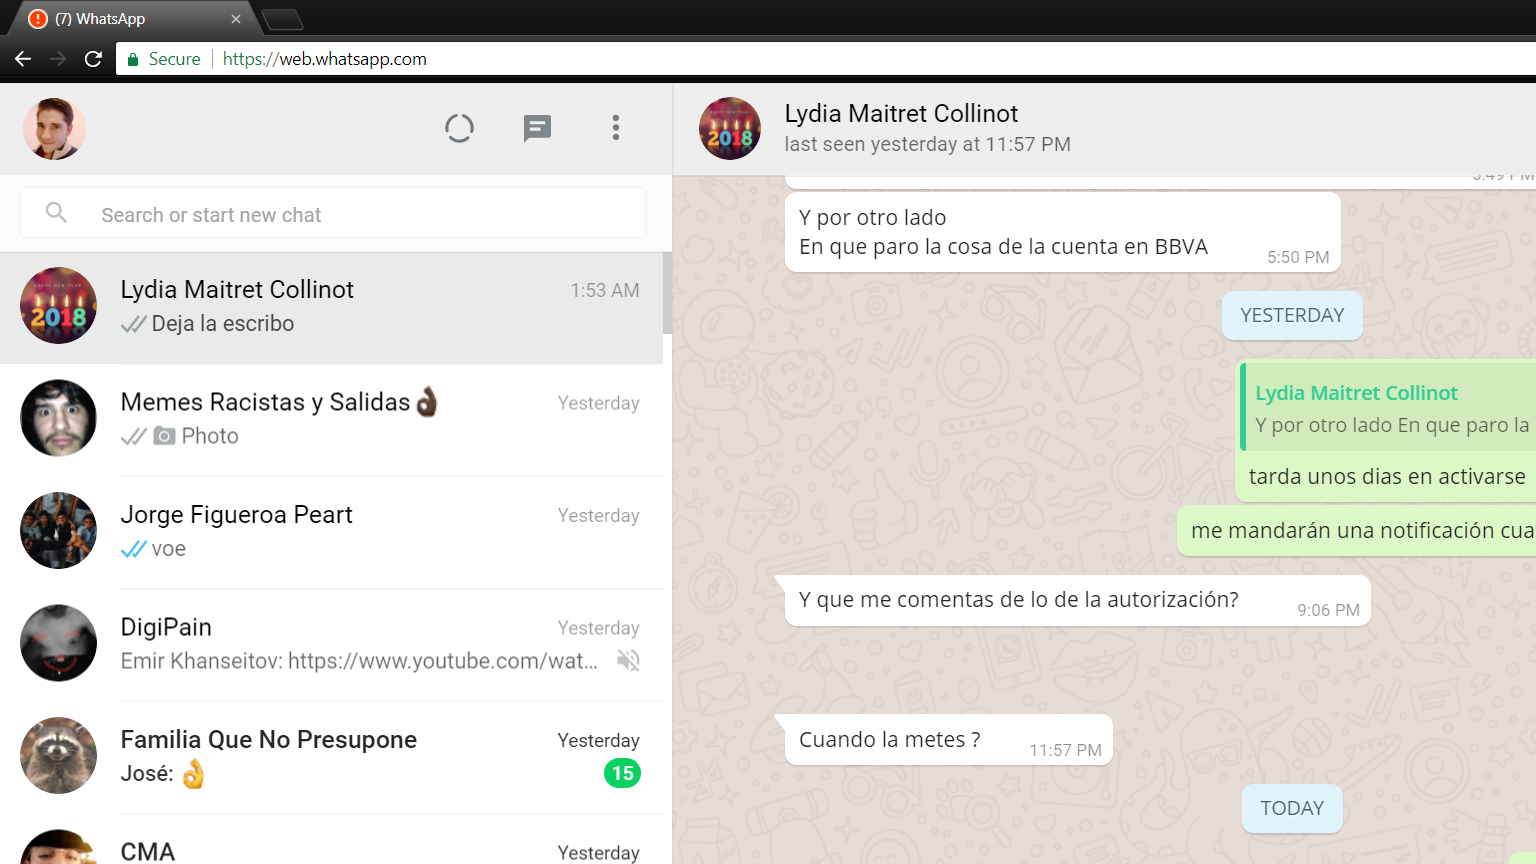 (7) WhatsApp
Secure
https://web.whatsapp.com
Search or start new chat
Lydia Maitret Collinot
1:53 AM
Deja la escribo
Memes Racistas y Salidas👌🏿
Yesterday
Photo
Jorge Figueroa Peart
Yesterday
voe
DigiPain
Yesterday
Emir Khanseitov: https://www.youtube.com/wat...
Familia Que No Presupone
Yesterday
José: 👌
15
CMA
Yesterday
Lydia Maitret Collinot
last seen yesterday at 11:57 PM
Y por otro lado
En que paro la cosa de la cuenta en BBVA
5:50 PM
YESTERDAY
Lydia Maitret Collinot
Y por otro lado En que paro la
tarda unos dias en activarse
me mandarán una notificación cua
Y que me comentas de lo de la autorización?
9:06 PM
Cuando la metes ?
11:57 PM
TODAY
2018
2018